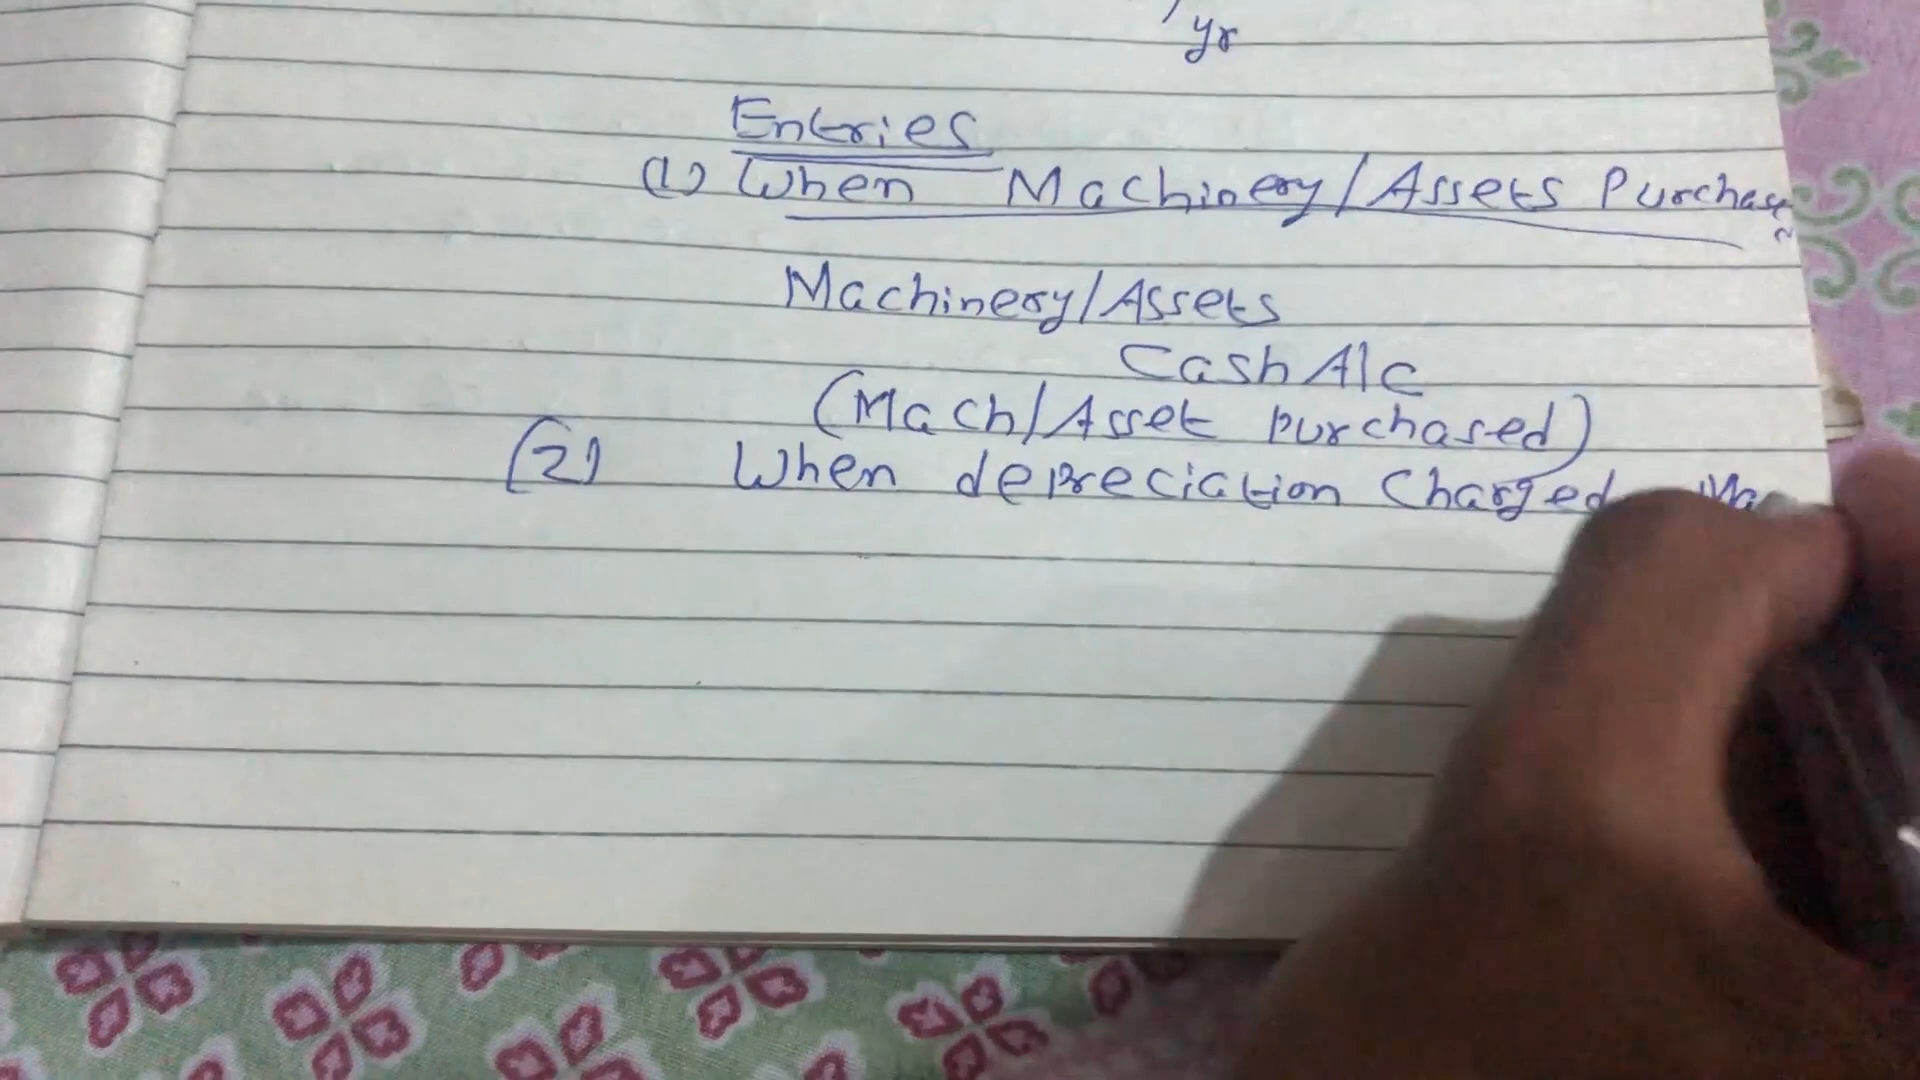 yr
Entries
(1) When Machinery/Assets Purchase
Machinery/Assets
Cash A/c
(Mach/Asset purchased)
(2) When depreciation Charged